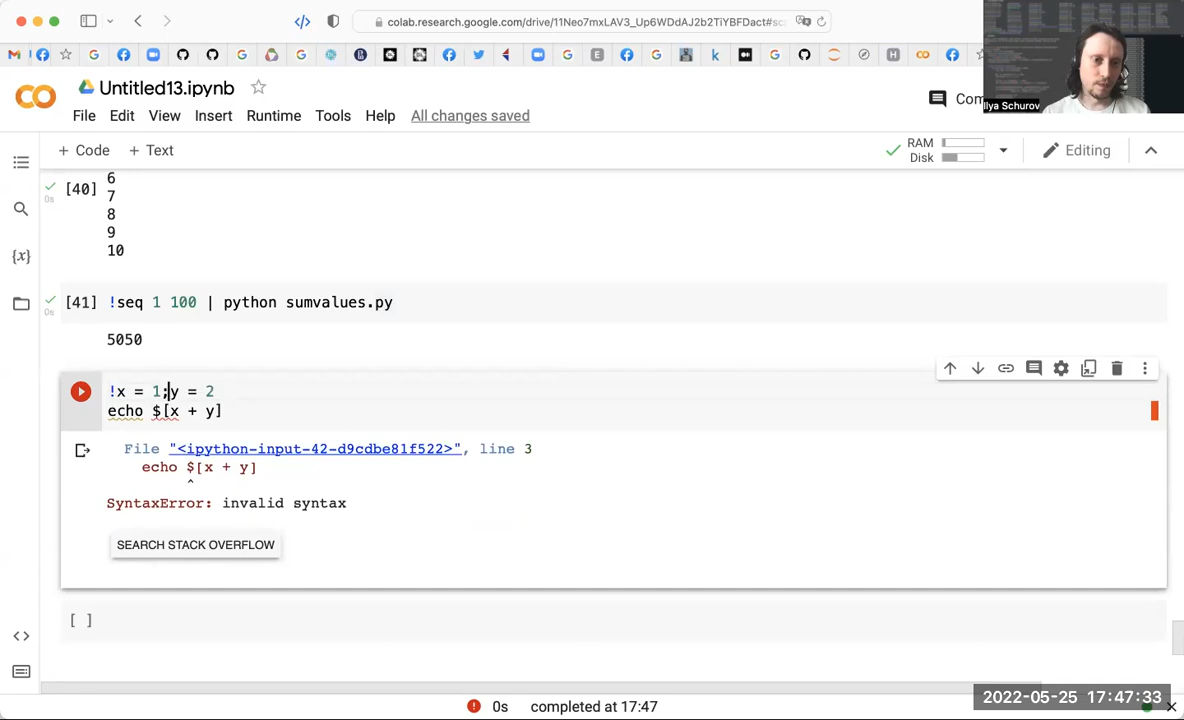 colab.research.google.com/drive/11Neo7mxLAV3_Up6WDdAJ2b2TiYBFDact#sc
Untitled13.ipynb
Com
Ilya Schurov
File Edit View Insert Runtime Tools Help All changes saved
+ Code + Text
RAM
Disk
Editing
6
[40]
0s
7
8
9
10
[41] !seq 1 100 | python sumvalues.py
0s
5050
!x = 1;y = 2
echo $[x + y]
File "<ipython-input-42-d9cdbe81f522>", line 3
echo $[x + y]
^
SyntaxError: invalid syntax
SEARCH STACK OVERFLOW
[ ]
0s completed at 17:47
2022-05-25 17:47:33